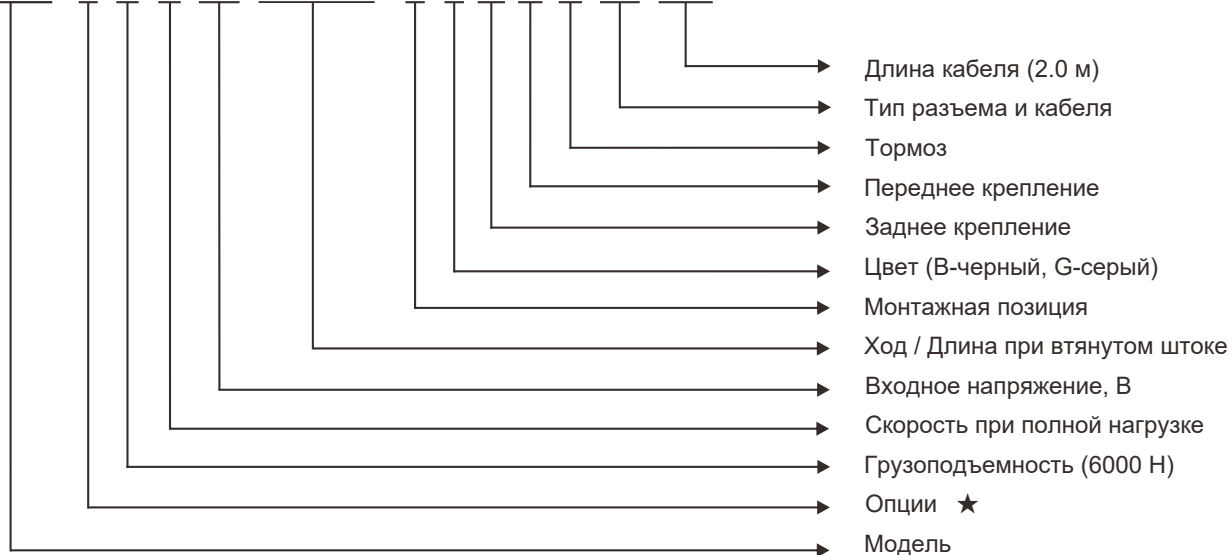 Длина кабеля (2.0 м)
Тип разъема и кабеля
Тормоз
Переднее крепление
Заднее крепление
Цвет (B-черный, G-серый)
Монтажная позиция
Ход / Длина при втянутом штоке
Входное напряжение, В
Скорость при полной нагрузке
Грузоподъемность (6000 Н)
Опции ★
Модель